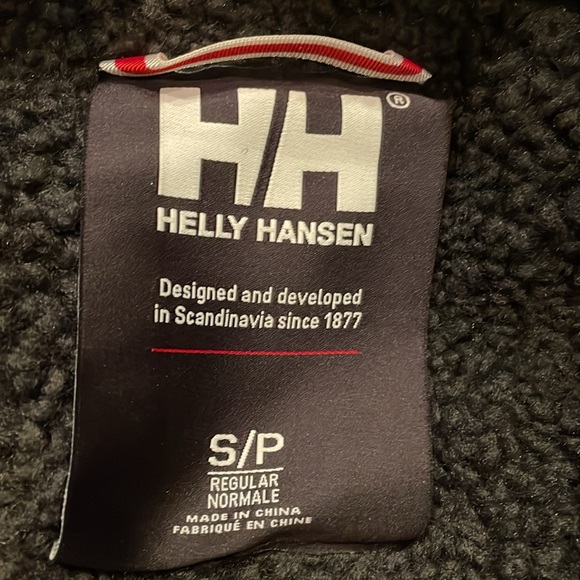 HH®
HELLY HANSEN
Designed and developed
in Scandinavia since 1877
S/P
REGULAR
NORMALE
MADE IN CHINA
FABRIQUÉ EN CHINE